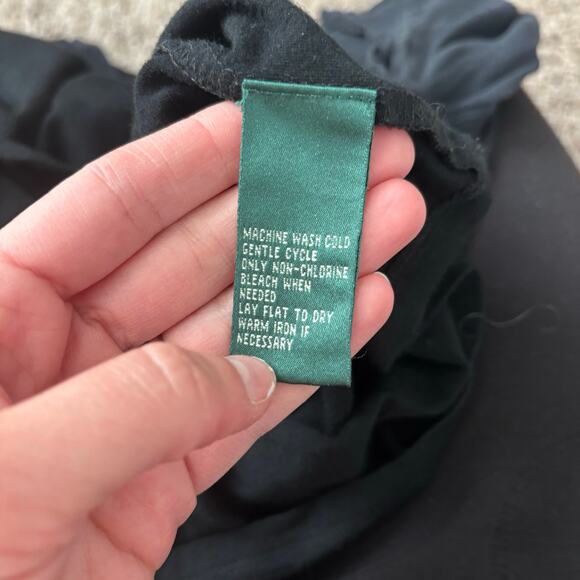 MACHINE WASH COLD
GENTLE CYCLE
ONLY NON-CHLORINE
BLEACH WHEN
NEEDED
LAY FLAT TO DRY
WARM IRON IF
NECESSARY